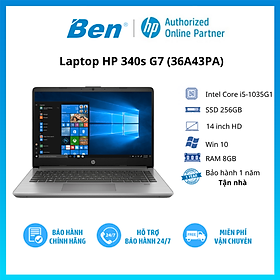 Ben
hp
Authorized
Online Partner
Laptop HP 340s G7 (36A43PA)
Intel Core i5-1035G1
SSD 256GB
14 inch HD
Win 10
RAM 8GB
Bảo hành 1 năm
Tận nhà
BẢO HÀNH
CHÍNH HÃNG
HỖ TRỢ
BẢO HÀNH 24/7
MIỄN PHÍ
VẬN CHUYỂN